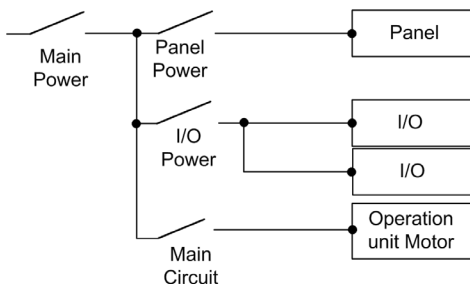 Main
Power
Panel
Power
Panel
I/O
Power
I/O
I/O
Main
Circuit
Operation
unit Motor